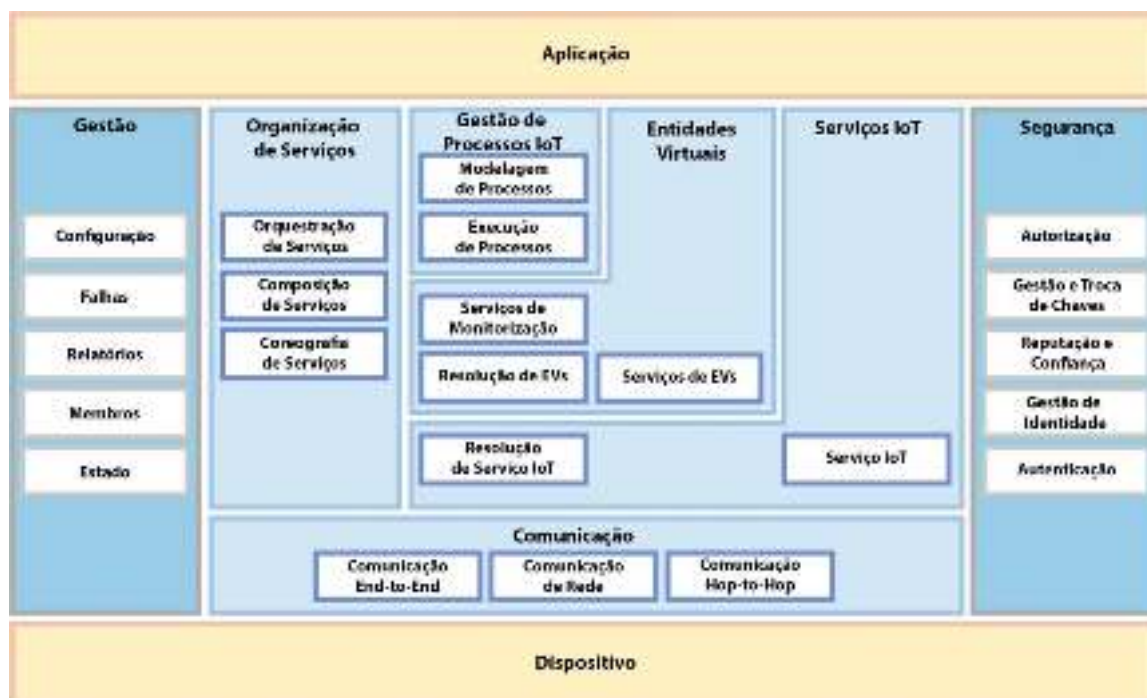 Aplicação
Gestão
Configuração
Falhas
Relatórios
Membros
Estado
Organização
de Serviços
Orquestração
de Serviços
Composição
de Serviços
Coreografia
de Serviços
Gestão de
Processos IoT
Modelagem
de Processos
Execução
de Processos
Entidades
Virtuais
Serviços de
Monitorização
Resolução de EVs
Serviços de EVs
Serviços IoT
Resolução
de Serviço IoT
Serviço IoT
Segurança
Autorização
Gestão e Troca
de Chaves
Reputação e
Confiança
Gestão de
Identidade
Autenticação
Comunicação
Comunicação
End-to-End
Comunicação
de Rede
Comunicação
Hop-to-Hop
Dispositivo